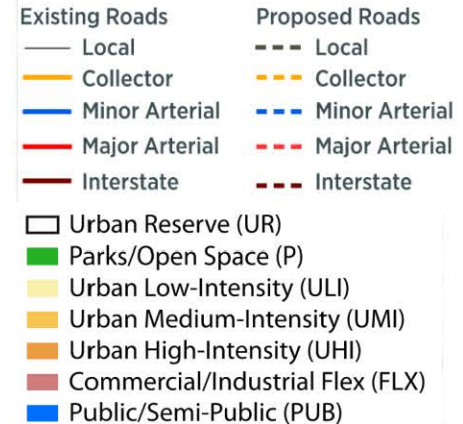 Existing Roads
Local
Collector
Minor Arterial
Major Arterial
Interstate
Proposed Roads
Local
Collector
Minor Arterial
Major Arterial
Interstate
Urban Reserve (UR)
Parks/Open Space (P)
Urban Low-Intensity (ULI)
Urban Medium-Intensity (UMI)
Urban High-Intensity (UHI)
Commercial/Industrial Flex (FLX)
Public/Semi-Public (PUB)